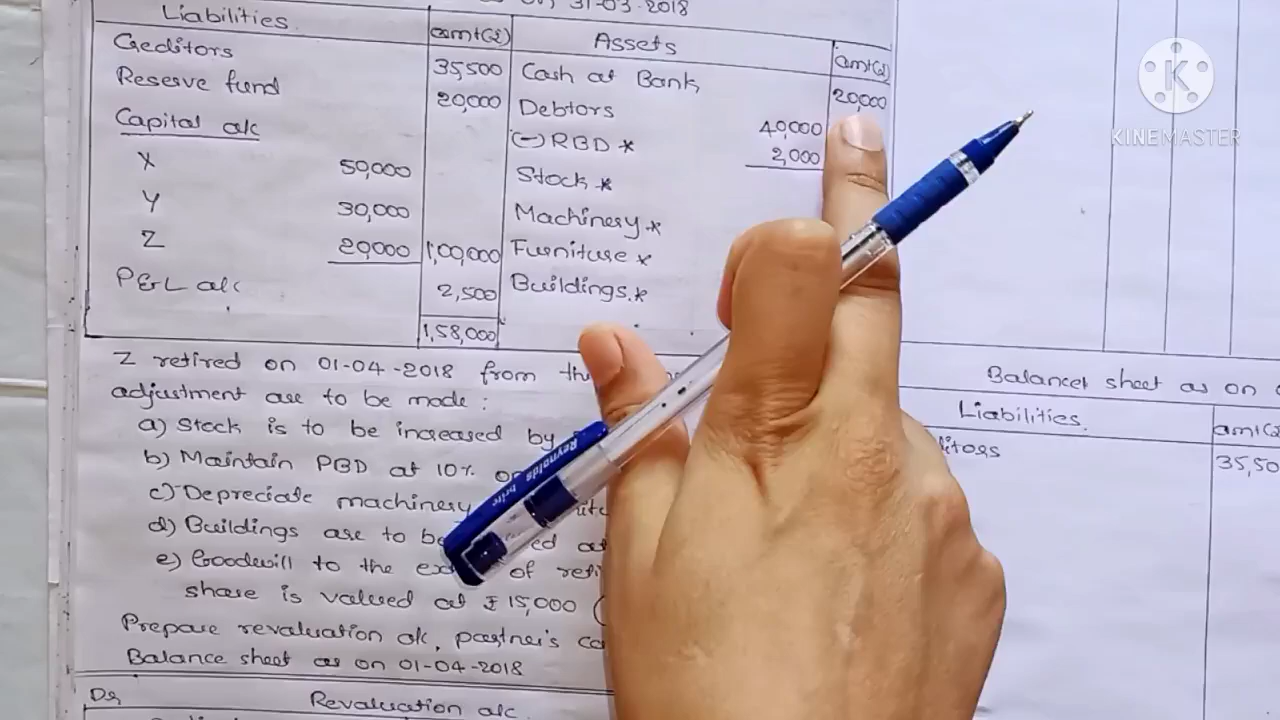 31-03-2018
Liabilities amt(₹) Assets amt(₹)
Creditors 35,500 Cash at Bank 20,000
Reserve fund 20,000 Debtors 40,000
Capital a/c (-) RBD * 2,000
X 50,000 Stock *
Y 30,000 Machinery *
Z 20,000 1,00,000 Furniture *
P&L a/c 2,500 Buildings. *
1,58,000
Z retired on 01-04-2018 from
adjustment are to be made :
a) Stock is to be increased by
b) Maintain PBD at 10%
c) Depreciate machinery
d) Buildings are to be
e) Goodwill to the of
share is valued at ₹ 15,000 (
Prepare revaluation a/c, partner's
Balance sheet as on 01-04-2018
Dr Revaluation a/c
Balance sheet as on
Liabilities. amt(₹
itors 35,50
K
KINEMASTER
Reynolds